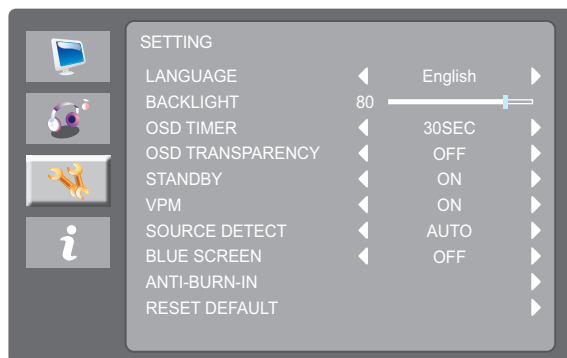 SETTING
LANGUAGE English
BACKLIGHT 80
OSD TIMER 30SEC
OSD TRANSPARENCY OFF
STANDBY ON
VPM ON
SOURCE DETECT AUTO
BLUE SCREEN OFF
ANTI-BURN-IN
RESET DEFAULT